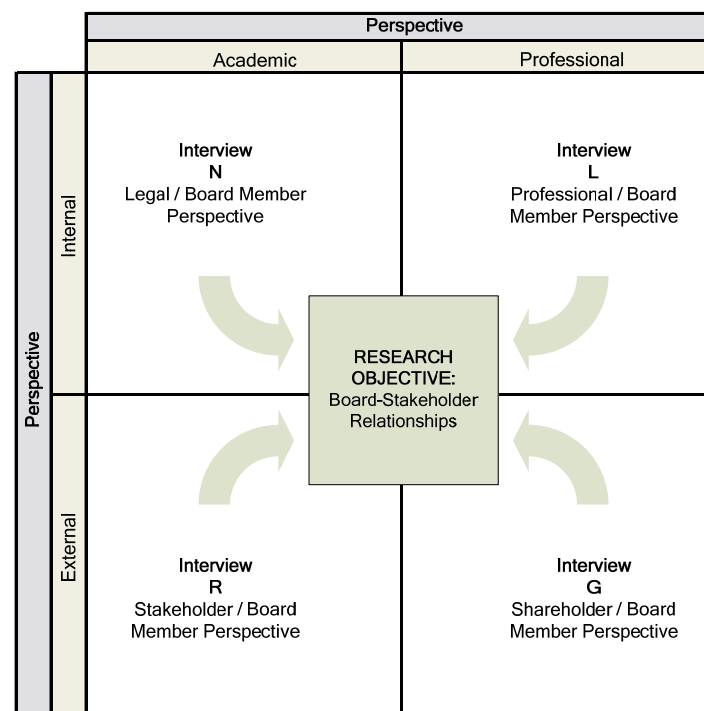 Perspective
Academic
Professional
Perspective
Internal
Interview
N
Legal / Board Member
Perspective
Interview
L
Professional / Board
Member Perspective
RESEARCH
OBJECTIVE:
Board-Stakeholder
Relationships
External
Interview
R
Stakeholder / Board
Member Perspective
Interview
G
Shareholder / Board
Member Perspective